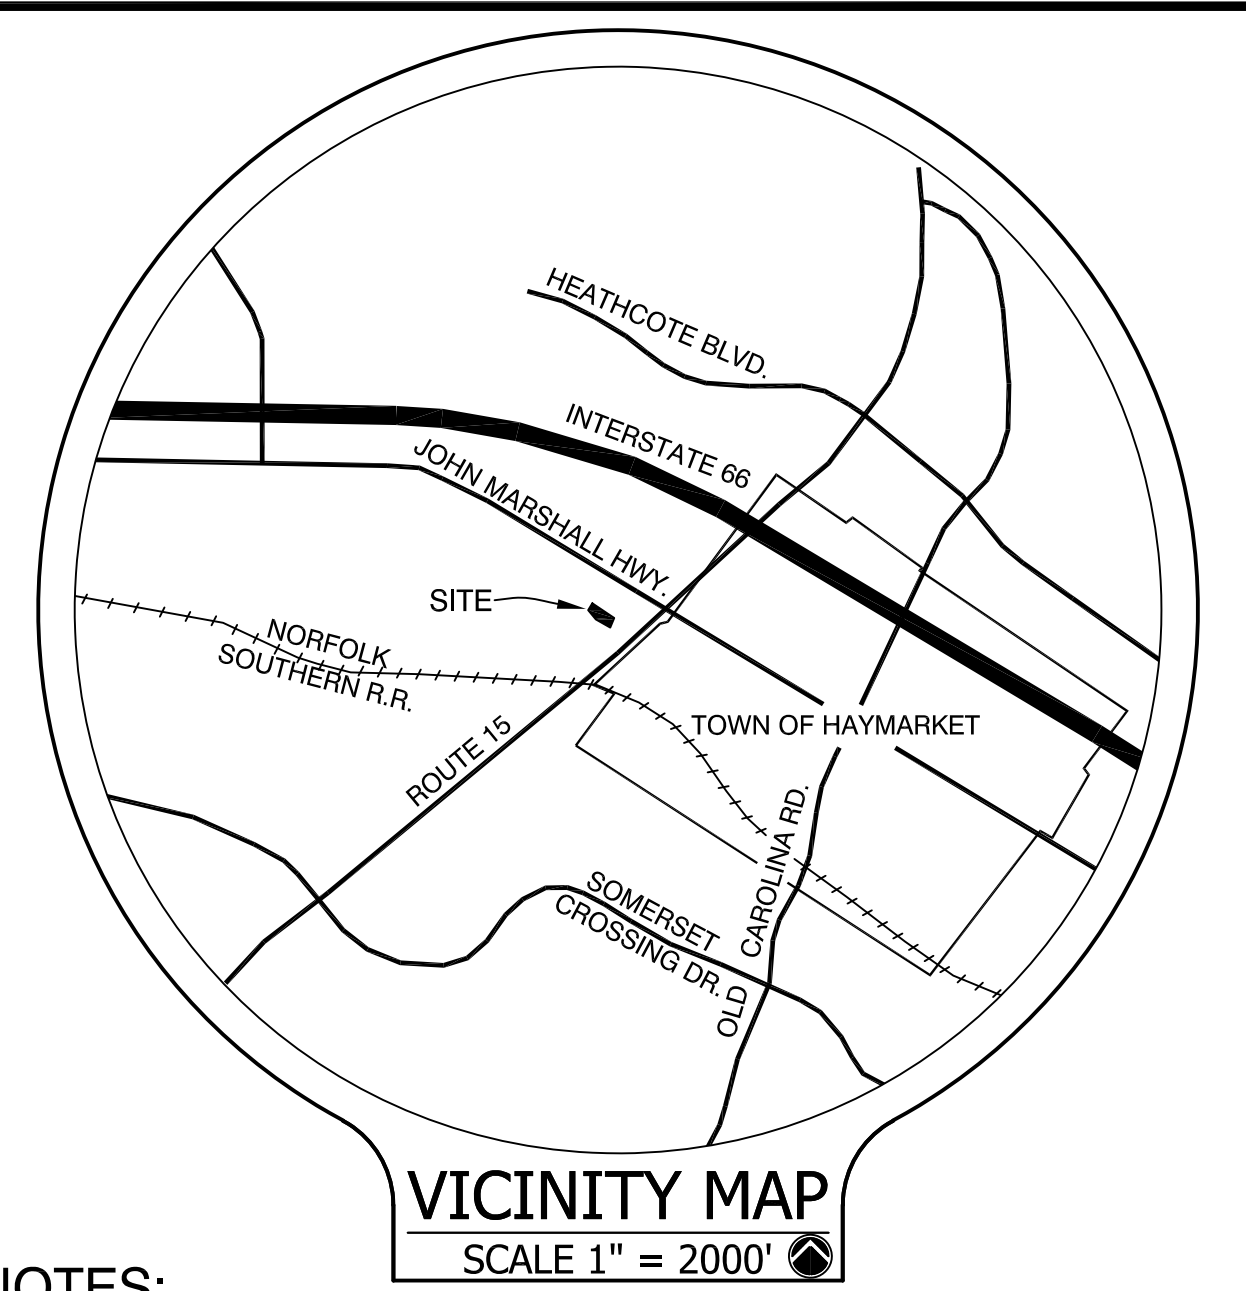 HEATHCOTE BLVD.
INTERSTATE 66
JOHN MARSHALL HWY.
SITE
NORFOLK
SOUTHERN R.R.
ROUTE 15
TOWN OF HAYMARKET
OLD CAROLINA RD.
SOMERSET
CROSSING DR.
VICINITY MAP
SCALE 1" = 2000'
NOTES: